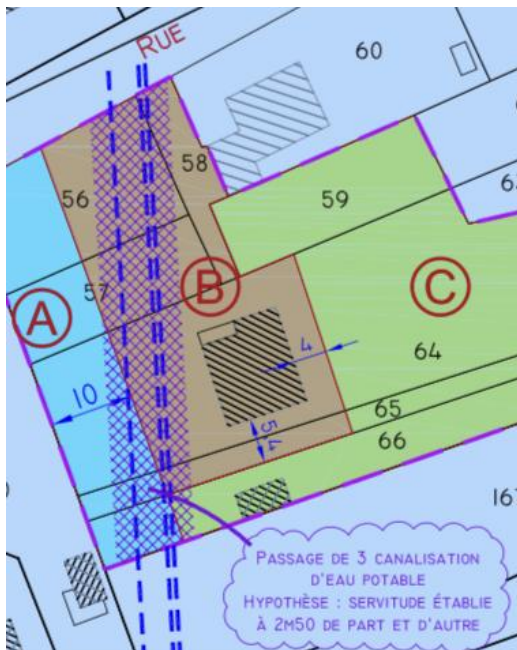 RUE
60
58
56
59
57
A
B
C
4
64
10
65
5,4
66
167
PASSAGE DE 3 CANALISATION
D'EAU POTABLE
HYPOTHÈSE : SERVITUDE ÉTABLIE
À 2M50 DE PART ET D'AUTRE